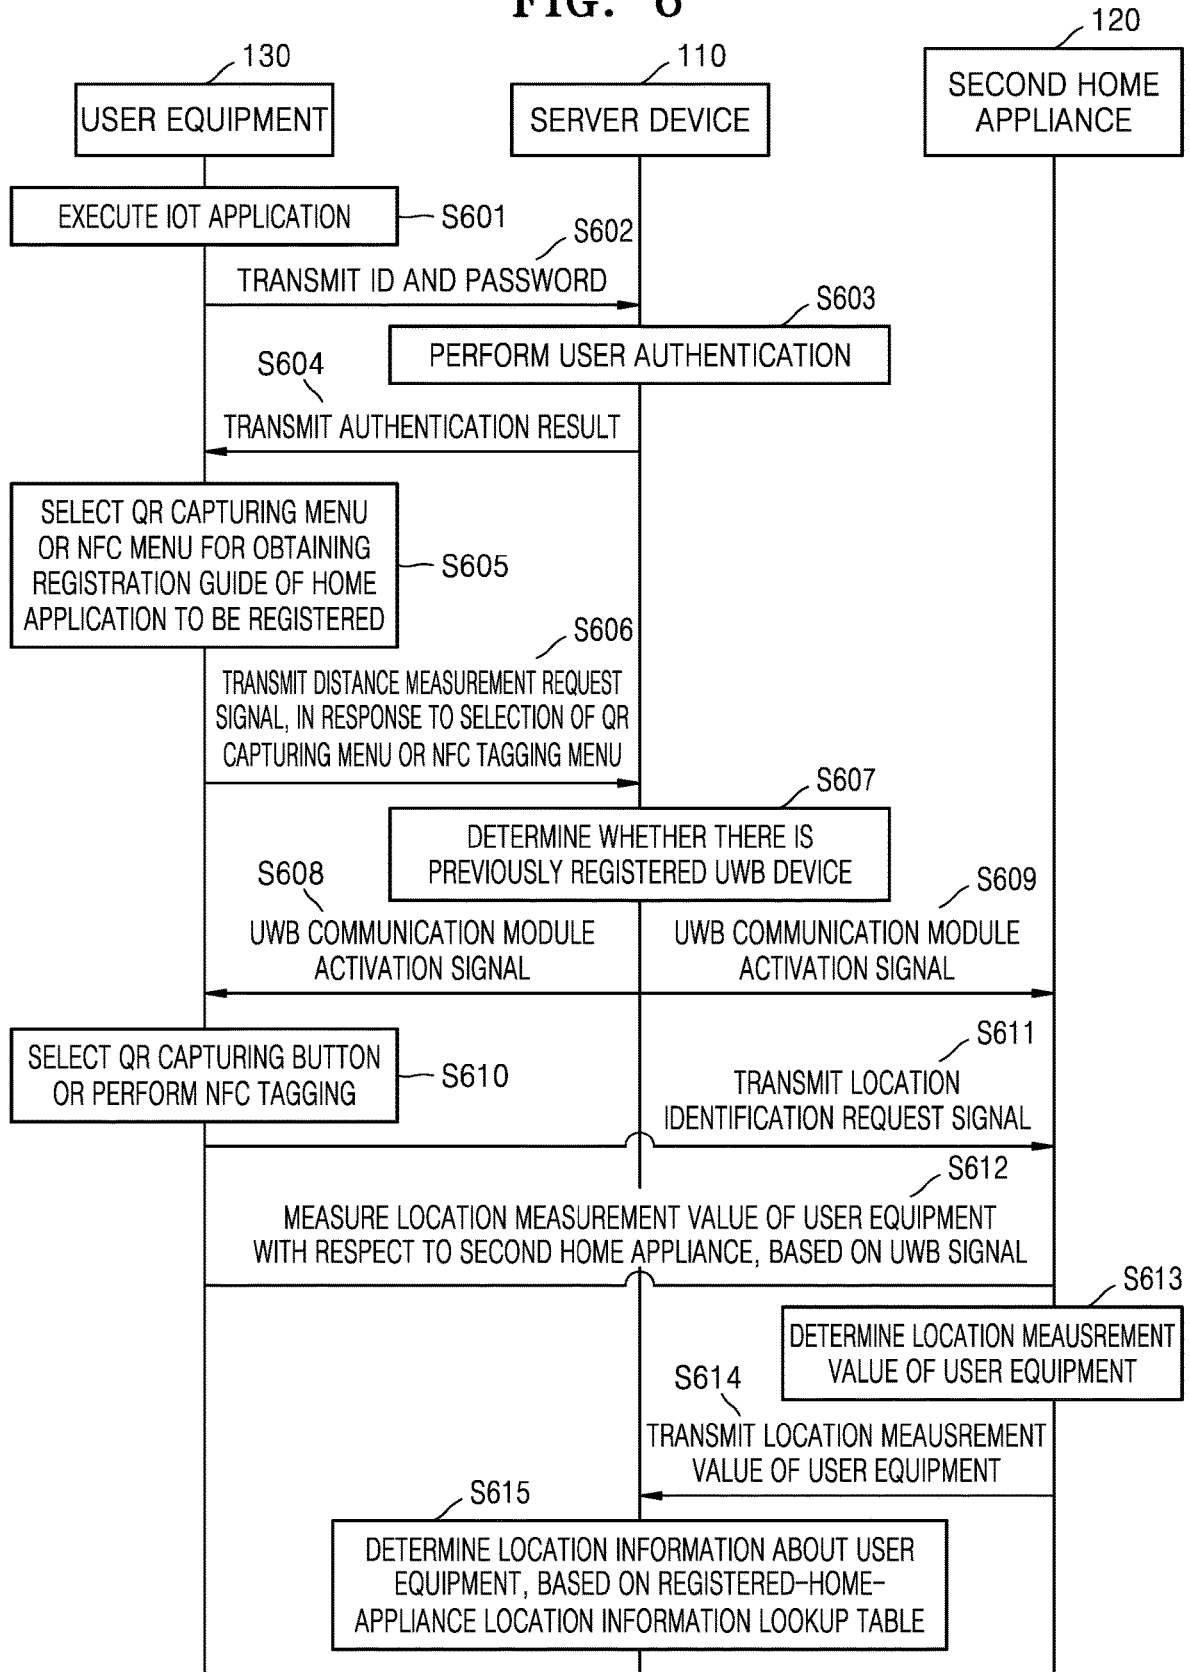 FIG. 6
120
130
110
USER EQUIPMENT
SERVER DEVICE
SECOND HOME
APPLIANCE
EXECUTE IOT APPLICATION
S601
S602
TRANSMIT ID AND PASSWORD
S603
PERFORM USER AUTHENTICATION
S604
TRANSMIT AUTHENTICATION RESULT
SELECT QR CAPTURING MENU
OR NFC MENU FOR OBTAINING
REGISTRATION GUIDE OF HOME
APPLICATION TO BE REGISTERED
S605
S606
TRANSMIT DISTANCE MEASUREMENT REQUEST
SIGNAL, IN RESPONSE TO SELECTION OF QR
CAPTURING MENU OR NFC TAGGING MENU
S607
DETERMINE WHETHER THERE IS
PREVIOUSLY REGISTERED UWB DEVICE
S608
UWB COMMUNICATION MODULE
ACTIVATION SIGNAL
S609
UWB COMMUNICATION MODULE
ACTIVATION SIGNAL
SELECT QR CAPTURING BUTTON
OR PERFORM NFC TAGGING
S610
S611
TRANSMIT LOCATION
IDENTIFICATION REQUEST SIGNAL
S612
MEASURE LOCATION MEASUREMENT VALUE OF USER EQUIPMENT
WITH RESPECT TO SECOND HOME APPLIANCE, BASED ON UWB SIGNAL
S613
DETERMINE LOCATION MEAUSREMENT
VALUE OF USER EQUIPMENT
S614
TRANSMIT LOCATION MEAUSREMENT
VALUE OF USER EQUIPMENT
S615
DETERMINE LOCATION INFORMATION ABOUT USER
EQUIPMENT, BASED ON REGISTERED-HOME-
APPLIANCE LOCATION INFORMATION LOOKUP TABLE